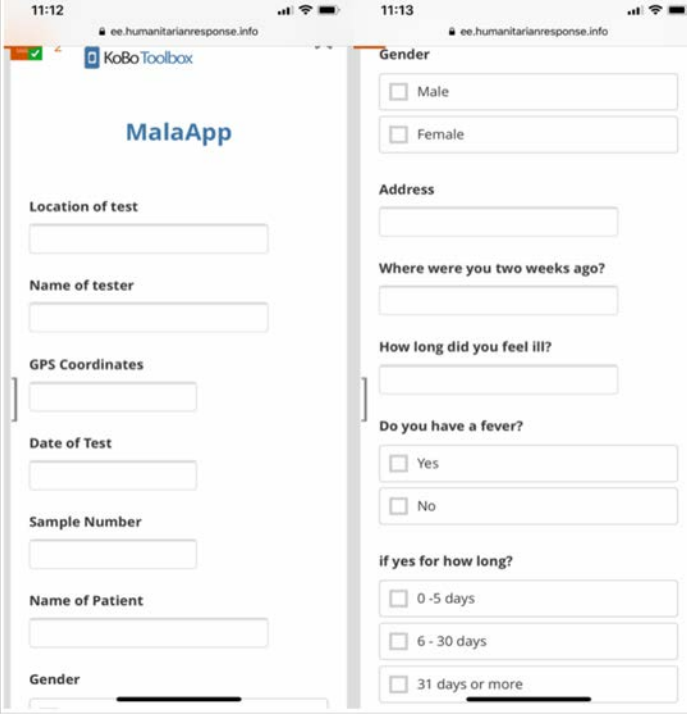 11:12
ee.humanitarianresponse.info
2
KoBo Toolbox
MalaApp
Location of test
Name of tester
GPS Coordinates
Date of Test
Sample Number
Name of Patient
Gender
11:13
ee.humanitarianresponse.info
Gender
Male
Female
Address
Where were you two weeks ago?
How long did you feel ill?
Do you have a fever?
Yes
No
if yes for how long?
0 -5 days
6 - 30 days
31 days or more